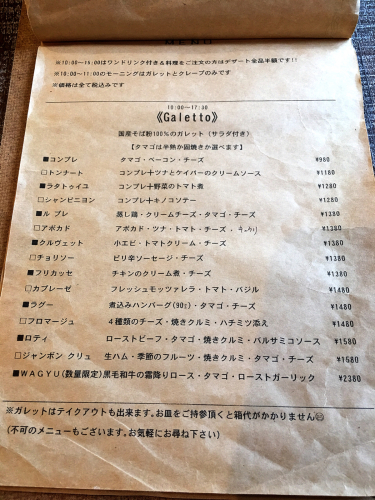 ※10:00〜15:00はワンドリンク付き＆料理をご注文の方はデザート全品半額です!!
※10:00〜11:00のモーニングはガレットとクレープのみです
※価格は全て税込みです
10:00〜17:30
《Galetto》
国産そば粉100%のガレット（サラダ付き）
【タマゴは半熟か固焼きか選べます】
■コンプレ タマゴ・ベーコン・チーズ ¥980
□トンナート コンプレ＋ツナとケイパーのクリームソース ¥1180
■ラタトゥイユ コンプレ＋野菜のトマト煮 ¥1280
□シャンピニヨン コンプレ＋キノコソテー ¥1280
■ル ブレ 蒸し鶏・クリームチーズ・タマゴ・チーズ ¥1380
□アボカド アボカド・ツナ・トマト・チーズ ¥1380
■クルヴェット 小エビ・トマトクリーム・チーズ ¥1380
□チョリソー ピリ辛ソーセージ・チーズ ¥1380
■フリカッセ チキンのクリーム煮・チーズ ¥1380
□カプレーゼ フレッシュモッツァレラ・トマト・バジル ¥1480
■ラグー 煮込みハンバーグ(90g)・タマゴ・チーズ ¥1480
□フロマージュ 4種類のチーズ・焼きクルミ・ハチミツ添え ¥1480
■ロティ ローストビーフ・タマゴ・焼きクルミ・バルサミコソース ¥1580
□ジャンボン クリュ 生ハム・季節のフルーツ・焼きクルミ・タマゴ・チーズ ¥1580
■WAGYU(数量限定)黒毛和牛の霜降りロース・タマゴ・ローストガーリック ¥2380
※ガレットはテイクアウトも出来ます。お皿をご持参頂くと箱代がかかりません😊
(不可のメニューもございます。お気軽にお尋ね下さい)